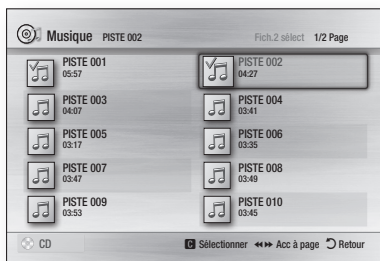 Musique PISTE 002 Fich.2 sélect 1/2 Page
PISTE 001
05:57
PISTE 002
04:27
PISTE 003
04:07
PISTE 004
03:41
PISTE 005
03:17
PISTE 006
03:35
PISTE 007
03:47
PISTE 008
03:49
PISTE 009
03:53
PISTE 010
03:45
CD C Sélectionner Acc à page Retour